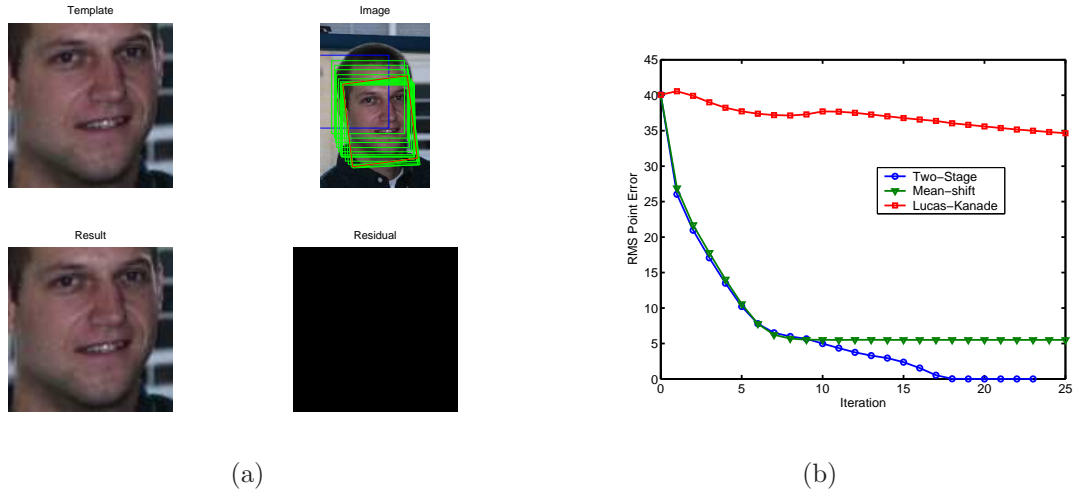 Template
Image
Result
Residual
(a)
45
40
35
30
25
20
15
10
5
0
RMS Point Error
Two−Stage
Mean−shift
Lucas−Kanade
0 5 10 15 20 25
Iteration
(b)